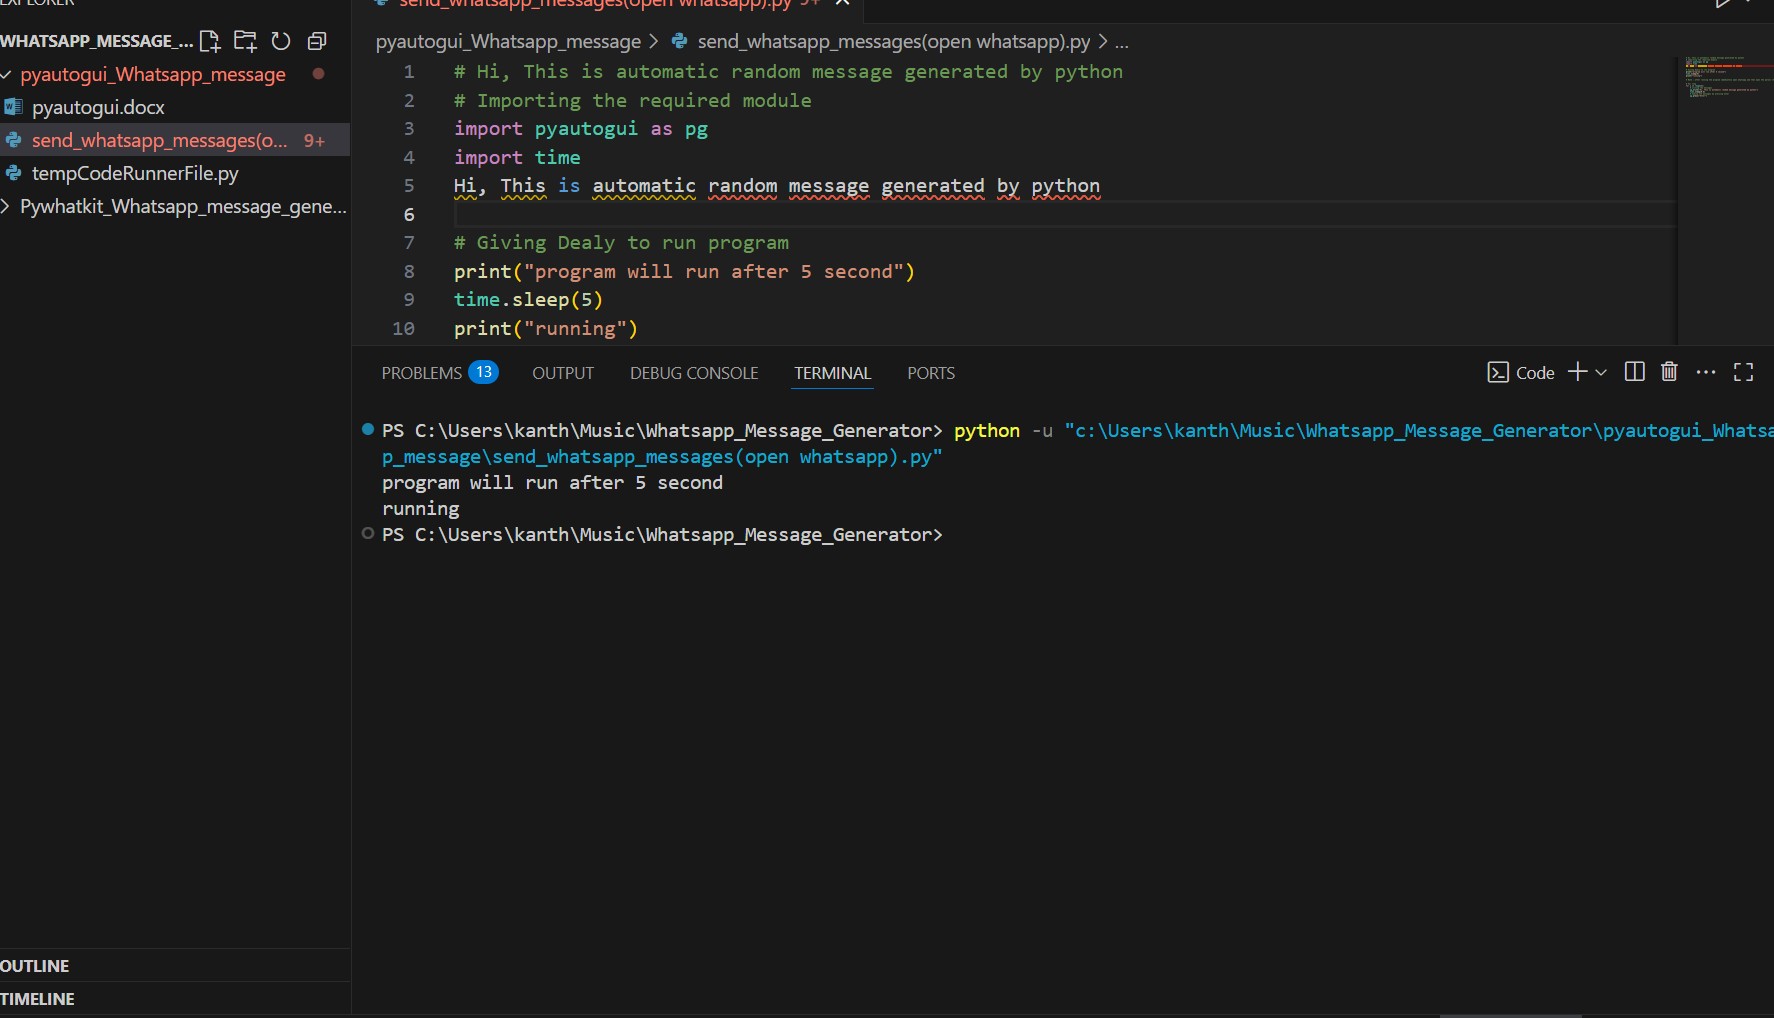 EXPLORER
WHATSAPP_MESSAGE_...
pyautogui_Whatsapp_message
pyautogui.docx
send_whatsapp_messages(o... 9+
tempCodeRunnerFile.py
Pywhatkit_Whatsapp_message_gene...
OUTLINE
TIMELINE
send_whatsapp_messages(open whatsapp).py 9+
pyautogui_Whatsapp_message > send_whatsapp_messages(open whatsapp).py > ...
1 # Hi, This is automatic random message generated by python
2 # Importing the required module
3 import pyautogui as pg
4 import time
5 Hi, This is automatic random message generated by python
6
7 # Giving Dealy to run program
8 print("program will run after 5 second")
9 time.sleep(5)
10 print("running")
PROBLEMS 13 OUTPUT DEBUG CONSOLE TERMINAL PORTS Code
PS C:\Users\kanth\Music\Whatsapp_Message_Generator> python -u "c:\Users\kanth\Music\Whatsapp_Message_Generator\pyautogui_Whatsa
p_message\send_whatsapp_messages(open whatsapp).py"
program will run after 5 second
running
PS C:\Users\kanth\Music\Whatsapp_Message_Generator>